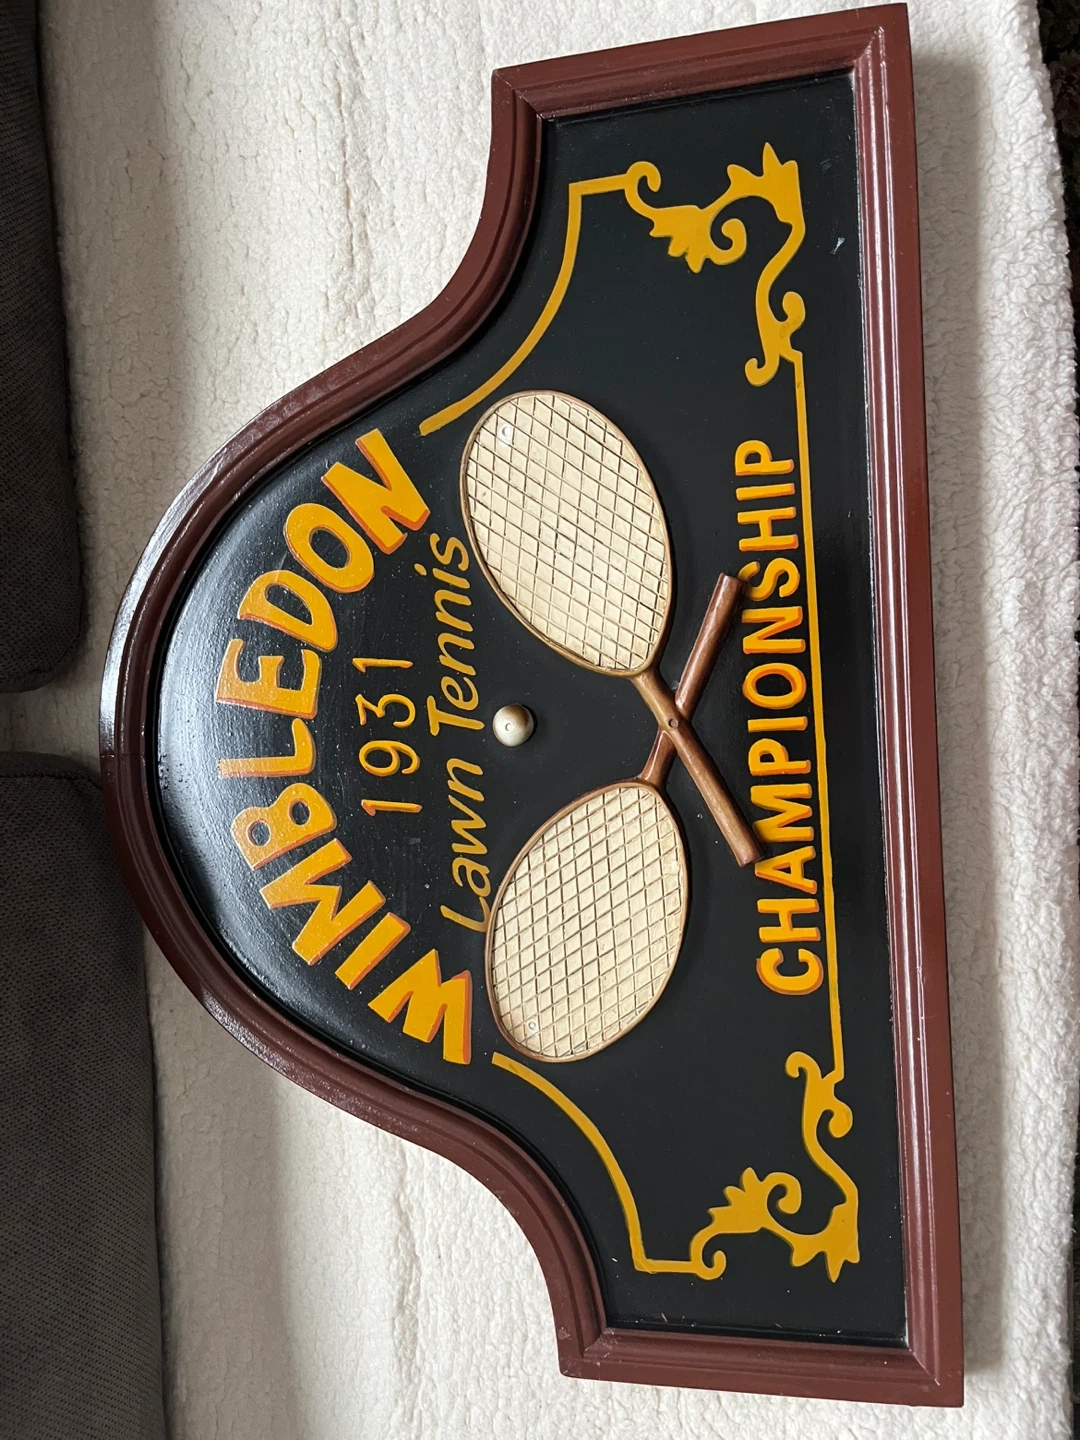 WIMBLEDON
1931
Lawn Tennis
CHAMPIONSHIP